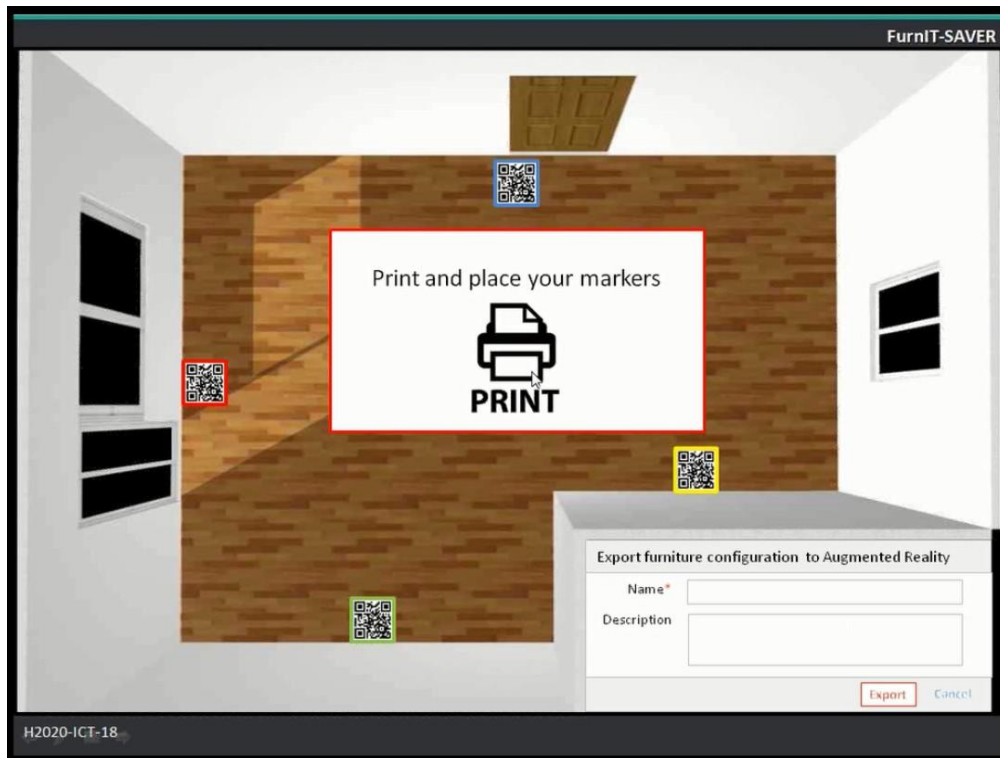 FurnIT-SAVER
Print and place your markers
PRINT
Export furniture configuration to Augmented Reality
Name*
Description
Export Cancel
H2020-ICT-18